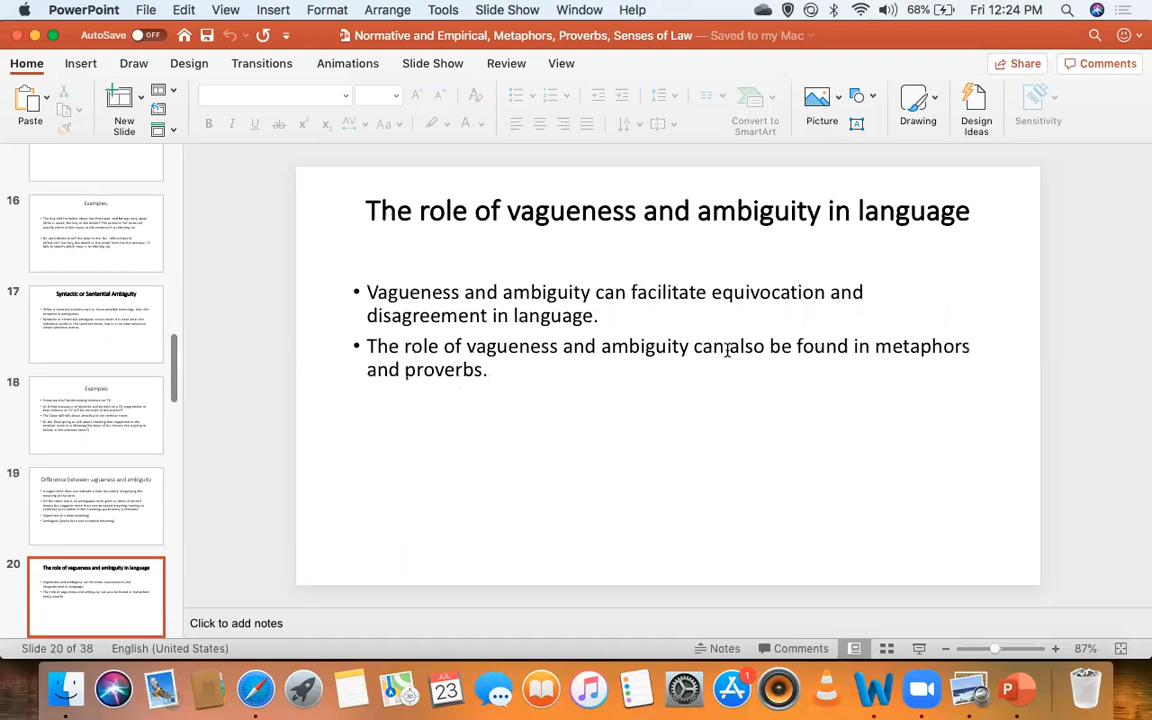 PowerPoint File Edit View Insert Format Arrange Tools Slide Show Window Help 68% Fri 12:24 PM
AutoSave OFF Normative and Empirical, Metaphors, Proverbs, Senses of Law — Saved to my Mac
Home Insert Draw Design Transitions Animations Slide Show Review View Share Comments
Paste New Slide Convert to SmartArt Picture Drawing Design Ideas Sensitivity
16
Examples:
17
Syntactic or Sentential Ambiguity
18
Examples
19
Difference between vagueness and ambiguity
20
The role of vagueness and ambiguity in language
The role of vagueness and ambiguity in language
• Vagueness and ambiguity can facilitate equivocation and
disagreement in language.
• The role of vagueness and ambiguity can also be found in metaphors
and proverbs.
Click to add notes
Slide 20 of 38 English (United States) Notes Comments 87%
JUL
23
1